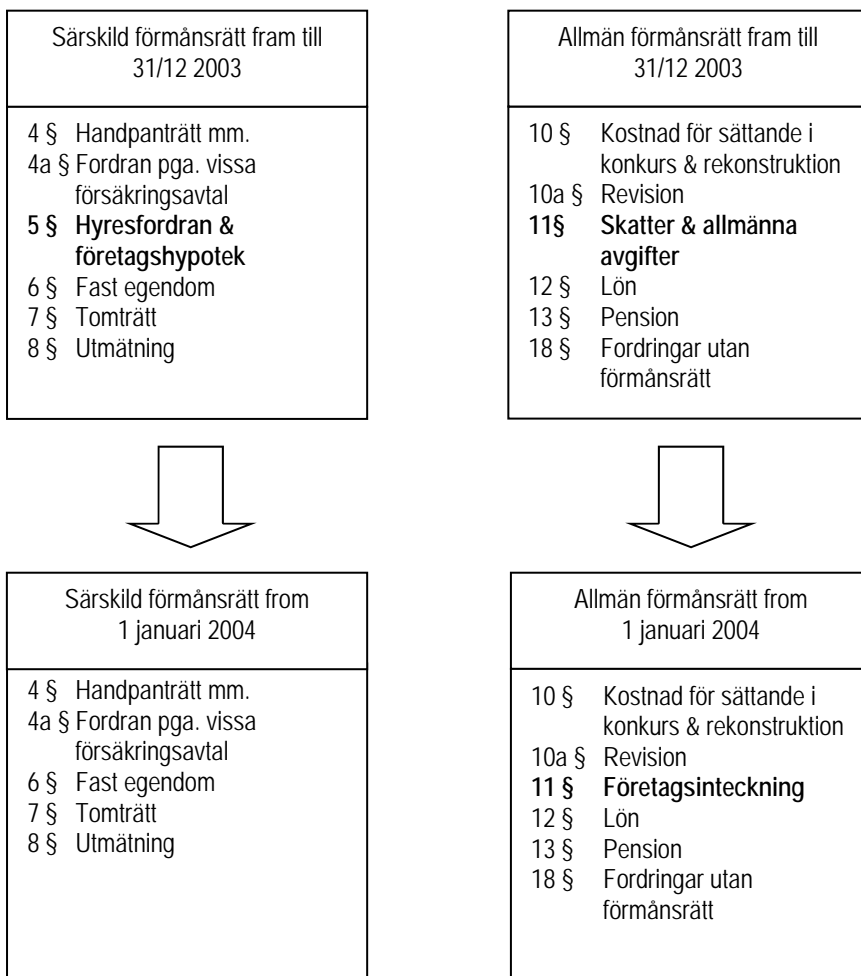 Särskild förmånsrätt fram till
31/12 2003
4 § Handpanträtt mm.
4a § Fordran pga. vissa
försäkringsavtal
5 § Hyresfordran &
företagshypotek
6 § Fast egendom
7 § Tomträtt
8 § Utmätning
Allmän förmånsrätt fram till
31/12 2003
10 § Kostnad för sättande i
konkurs & rekonstruktion
10a § Revision
11§ Skatter & allmänna
avgifter
12 § Lön
13 § Pension
18 § Fordringar utan
förmånsrätt
Särskild förmånsrätt from
1 januari 2004
4 § Handpanträtt mm.
4a § Fordran pga. vissa
försäkringsavtal
6 § Fast egendom
7 § Tomträtt
8 § Utmätning
Allmän förmånsrätt from
1 januari 2004
10 § Kostnad för sättande i
konkurs & rekonstruktion
10a § Revision
11 § Företagsinteckning
12 § Lön
13 § Pension
18 § Fordringar utan
förmånsrätt